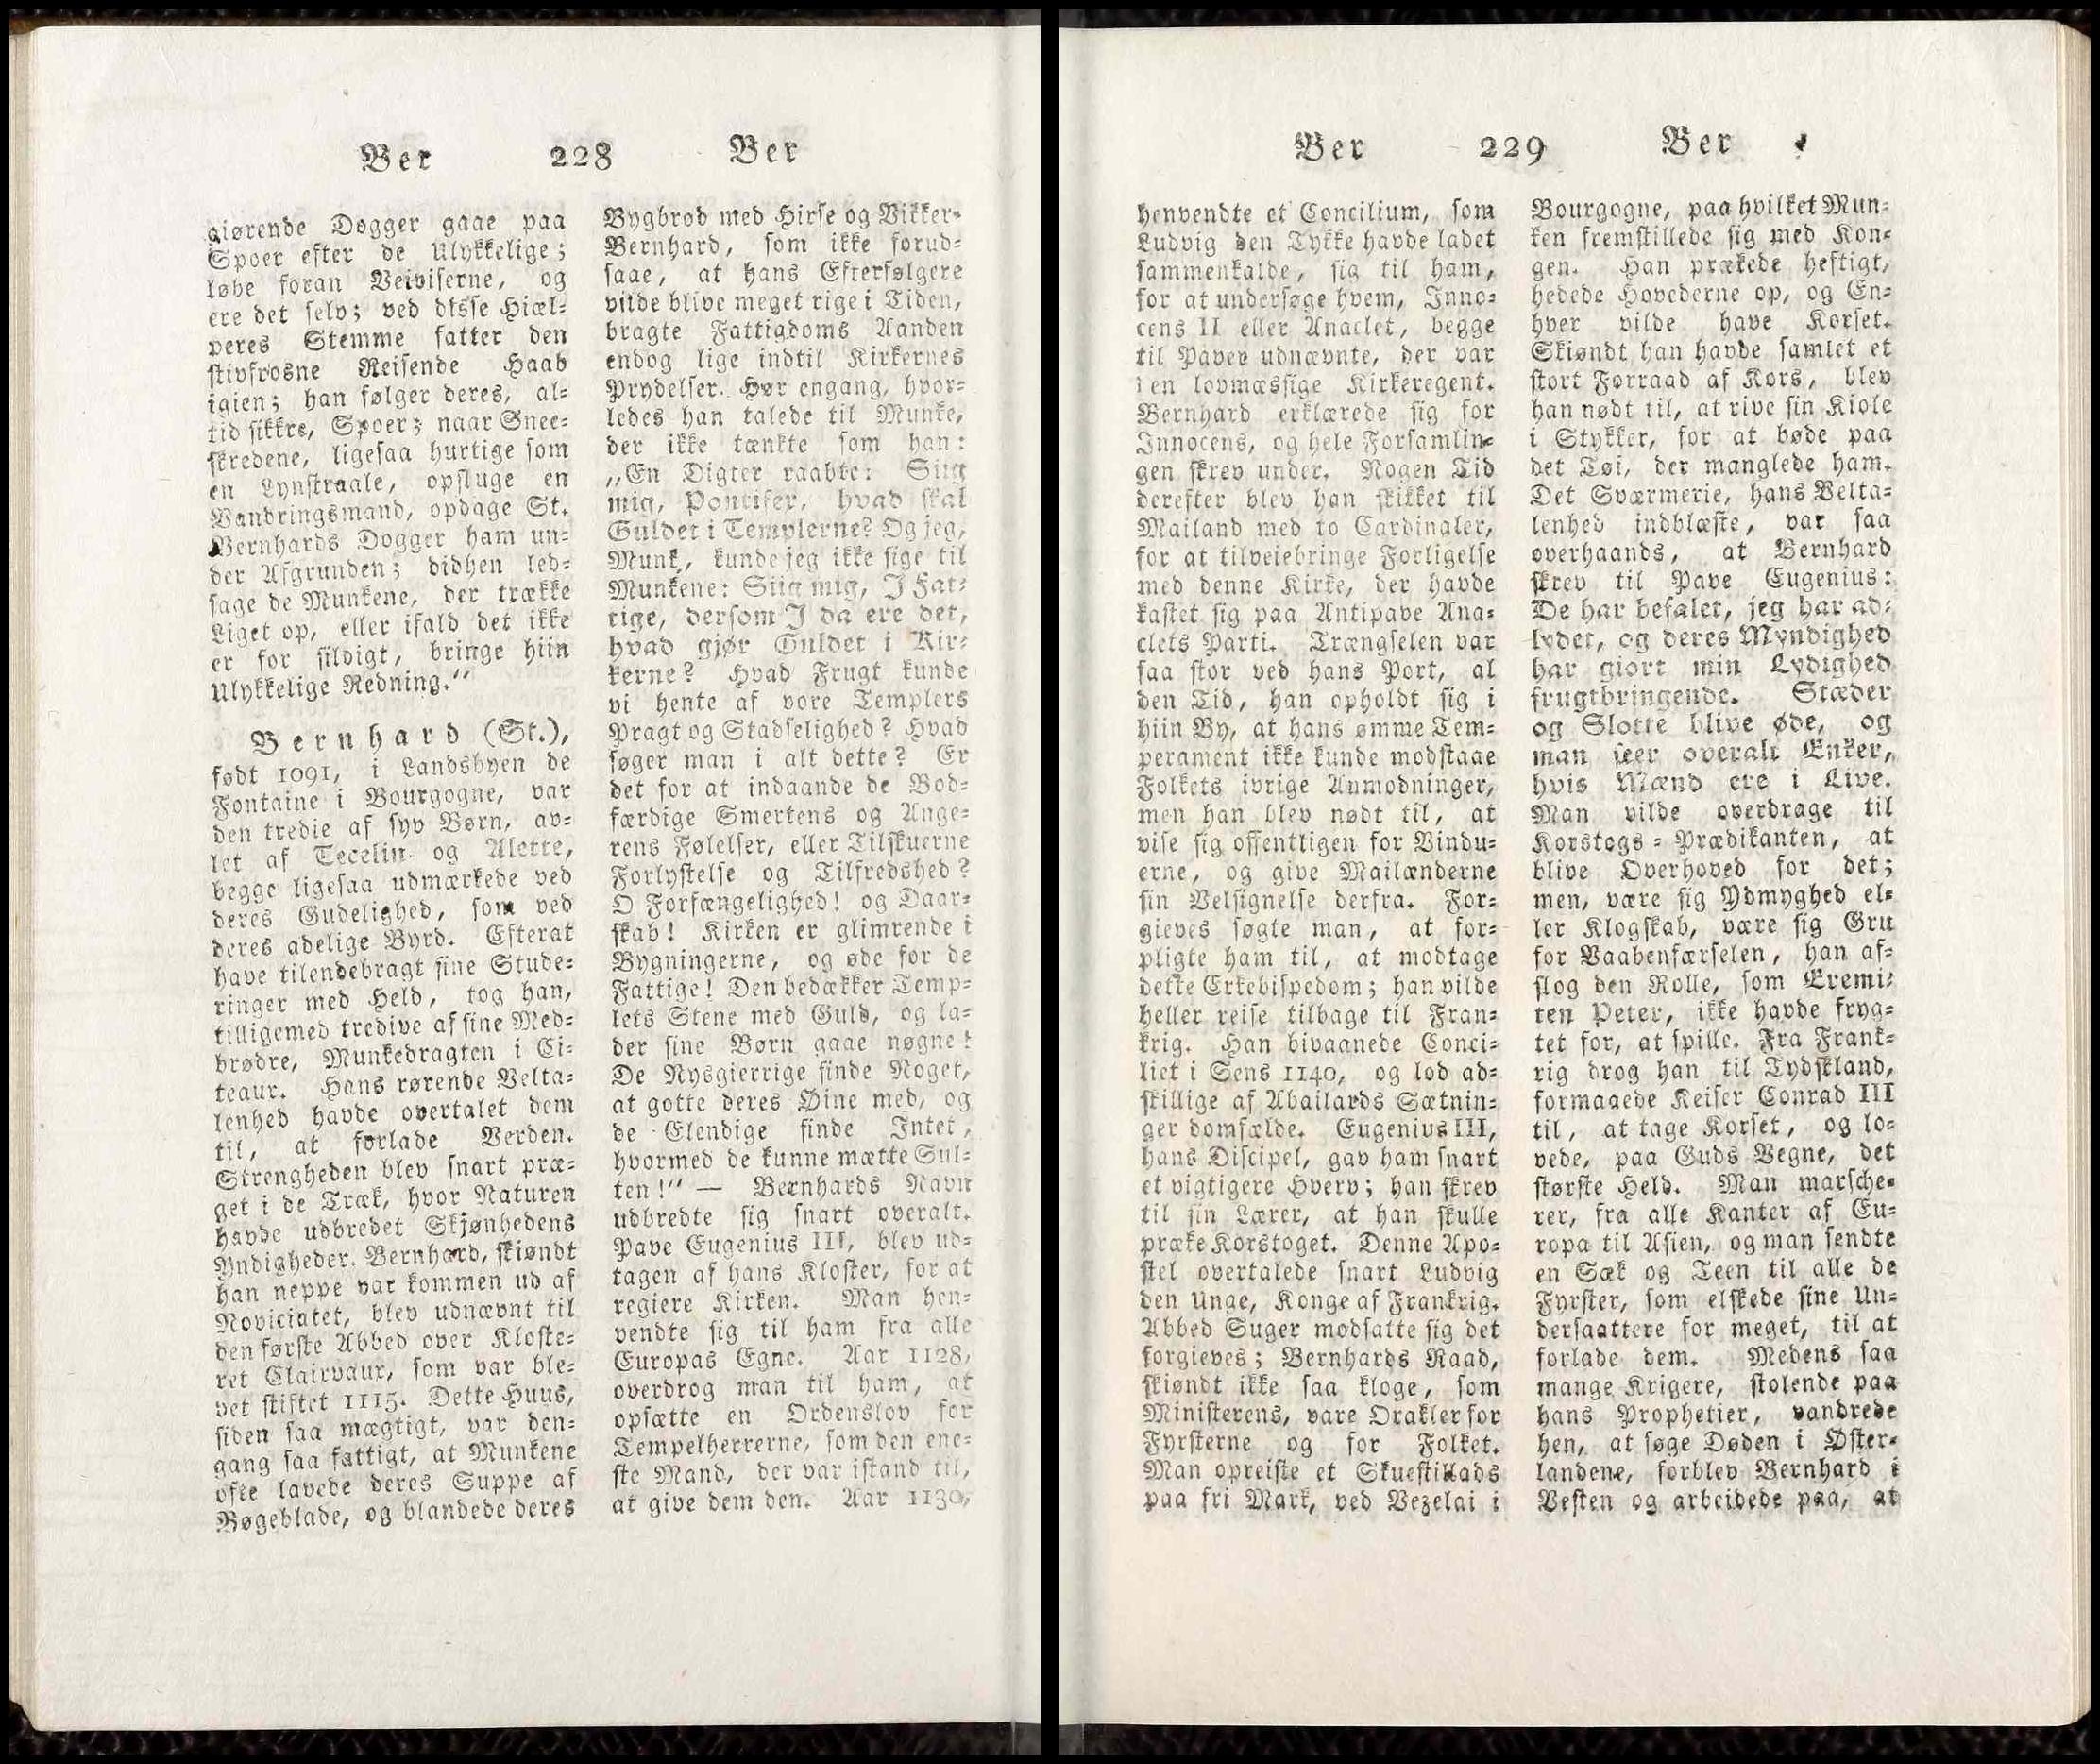 Ber 228 Ber
giørende Dogger gaae paa
Spoer efter de Ulykkelige;
løbe foran Veiviserne, og
ere det selv; ved disse Hiæl-
peres Stemme fatter den
stivfrosne Reisende Haab
igien; han følger deres, al-
tid sikkre, Spoer; naar Snee-
skredene, ligesaa hurtige som
en Lynstraale, opsluge en
Vandringsmand, opdage St.
Bernhards Dogger ham un-
der Afgrunden; didhen led-
sage de Munkene, der trække
Liget op, eller ifald det ikke
er for sildigt, bringe hiin
Ulykkelige Redning.“
Bernhard (St.),
født 1091, i Landsbyen de
Fontaine i Bourgogne, var
den tredie af syv Børn, av-
let af Tecelin og Alette,
begge ligesaa udmærkede ved
deres Gudelighed, som ved
deres adelige Byrd. Efterat
have tilendebragt sine Stude-
ringer med Held, tog han,
tilligemed tredive af sine Med-
brødre, Munkedragten i Ci-
teaux. Hans rørende Velta-
lenhed havde overtalet dem
til, at forlade Verden.
Strengheden blev snart præ-
get i de Træk, hvor Naturen
havde udbredet Skjønhedens
Yndigheder. Bernhard, skiøndt
han neppe var kommen ud af
Noviciatet, blev udnævnt til
den første Abbed over Kloste-
ret Clairvaux, som var ble-
vet stiftet 1115. Dette Huus,
siden saa mægtigt, var den-
gang saa fattigt, at Munkene
ofte lavede deres Suppe af
Bøgeblade, og blandede deres
Bygbrød med Hirse og Vikker-
Bernhard, som ikke forud-
saae, at hans Efterfølgere
vilde blive meget rige i Tiden,
bragte Fattigdoms Aanden
endog lige indtil Kirkernes
Prydelser. Hør engang, hvor-
ledes han talede til Munke,
der ikke tænkte som han:
„En Digter raabte: Siig
mig, Pontifex, hvad skal
Guldet i Templerne? Og jeg,
Munk, kunde jeg ikke sige til
Munkene: Siig mig, I Fat-
tige, dersom I da ere det,
hvad gjør Guldet i Kir-
kerne? Hvad Frugt kunde
vi hente af vore Templers
Pragt og Stadselighed? Hvad
søger man i alt dette? Er
det for at indaande de Bod-
færdige Smertens og Ange-
rens Følelser, eller Tilskuerne
Forlystelse og Tilfredshed?
O Forfængelighed! og Daar-
skab! Kirken er glimrende i
Bygningerne, og øde for de
Fattige! Den bedækker Temp-
lets Stene med Guld, og la-
der sine Børn gaae nøgne!
De Nysgierrige finde Noget,
at gotte deres Øine med, og
de Elendige finde Intet,
hvormed de kunne mætte Sul-
ten!“ — Bernhards Navn
udbredte sig snart overalt.
Pave Eugenius III, blev ud-
tagen af hans Kloster, for at
regiere Kirken. Man hen-
vendte sig til ham fra alle
Europas Egne. Aar 1128,
overdrog man til ham, at
opsætte en Ordenslov for
Tempelherrerne, som den ene-
ste Mand, der var istand til,
at give dem den. Aar 1130,
Ber 229 Ber
henvendte et Concilium, som
Ludvig den Tykke havde ladet
sammenkalde, sig til ham,
for at undersøge hvem, Inno-
cens II eller Anaclet, begge
til Paver udnævnte, der var
den lovmæssige Kirkeregent.
Bernhard erklærede sig for
Innocens, og hele Forsamlin-
gen skrev under. Nogen Tid
derefter blev han skikket til
Mailand med to Cardinaler,
for at tilveiebringe Forligelse
med denne Kirke, der havde
kastet sig paa Antipave Ana-
clets Parti. Trængselen var
saa stor ved hans Port, al
den Tid, han opholdt sig i
hiin By, at hans ømme Tem-
perament ikke kunde modstaae
Folkets ivrige Anmodninger,
men han blev nødt til, at
vise sig offentligen for Vindu-
erne, og give Mailænderne
sin Velsignelse derfra. For-
gieves søgte man, at for-
pligte ham til, at modtage
dette Erkebispedom; han vilde
heller reise tilbage til Fran-
krig. Han bivaanede Conci-
liet i Sens 1140, og lod ad-
skillige af Abailards Sætnin-
ger domfælde. Eugenius III,
hans Discipel, gav ham snart
et vigtigere Hverv; han skrev
til sin Lærer, at han skulle
præke Korstoget. Denne Apo-
stel overtalede snart Ludvig
den Unge, Konge af Frankrig.
Abbed Suger modsatte sig det
forgieves; Bernhards Raad,
skiøndt ikke saa kloge, som
Ministerens, vare Orakler for
Fyrsterne og for Folket.
Man opreiste et Skuestillads
paa fri Mark, ved Vezelai i
Bourgogne, paa hvilket Mun-
ken fremstillede sig med Kon-
gen. Han prækede heftigt,
hedede Hovederne op, og En-
hver vilde have Korset.
Skiøndt han havde samlet et
stort Forraad af Kors, blev
han nødt til, at rive sin Kiole
i Stykker, for at bøde paa
det Tøi, der manglede ham.
Det Sværmerie, hans Velta-
lenhed indblæste, var saa
overhaands, at Bernhard
skrev til Pave Eugenius:
De har befalet, jeg har ad-
lydet, og deres Myndighed
har giort min Lydighed
frugtbringende. Stæder
og Slotte blive øde, og
man seer overalt Enker,
hvis Mænd ere i Live.
Man vilde overdrage til
Korstogs-Prædikanten, at
blive Overhoved for det;
men, være sig Ydmyghed el-
ler Klogskab, være sig Gru
for Vaabenfærselen, han af-
slog den Rolle, som Eremi-
ten Peter, ikke havde fryg-
tet for, at spille. Fra Frank-
rig drog han til Tydskland,
formaaede Keiser Conrad III
til, at tage Korset, og lo-
vede, paa Guds Vegne, det
største Held. Man marsche-
rer, fra alle Kanter af Eu-
ropa til Asien, og man sendte
en Sæk og Teen til alle de
Fyrster, som elskede sine Un-
dersaattere for meget, til at
forlade dem. Medens saa
mange Krigere, stolende paa
hans Prophetier, vandrede
hen, at søge Døden i Øster-
landene, forblev Bernhard i
Vesten og arbeidede paa, at